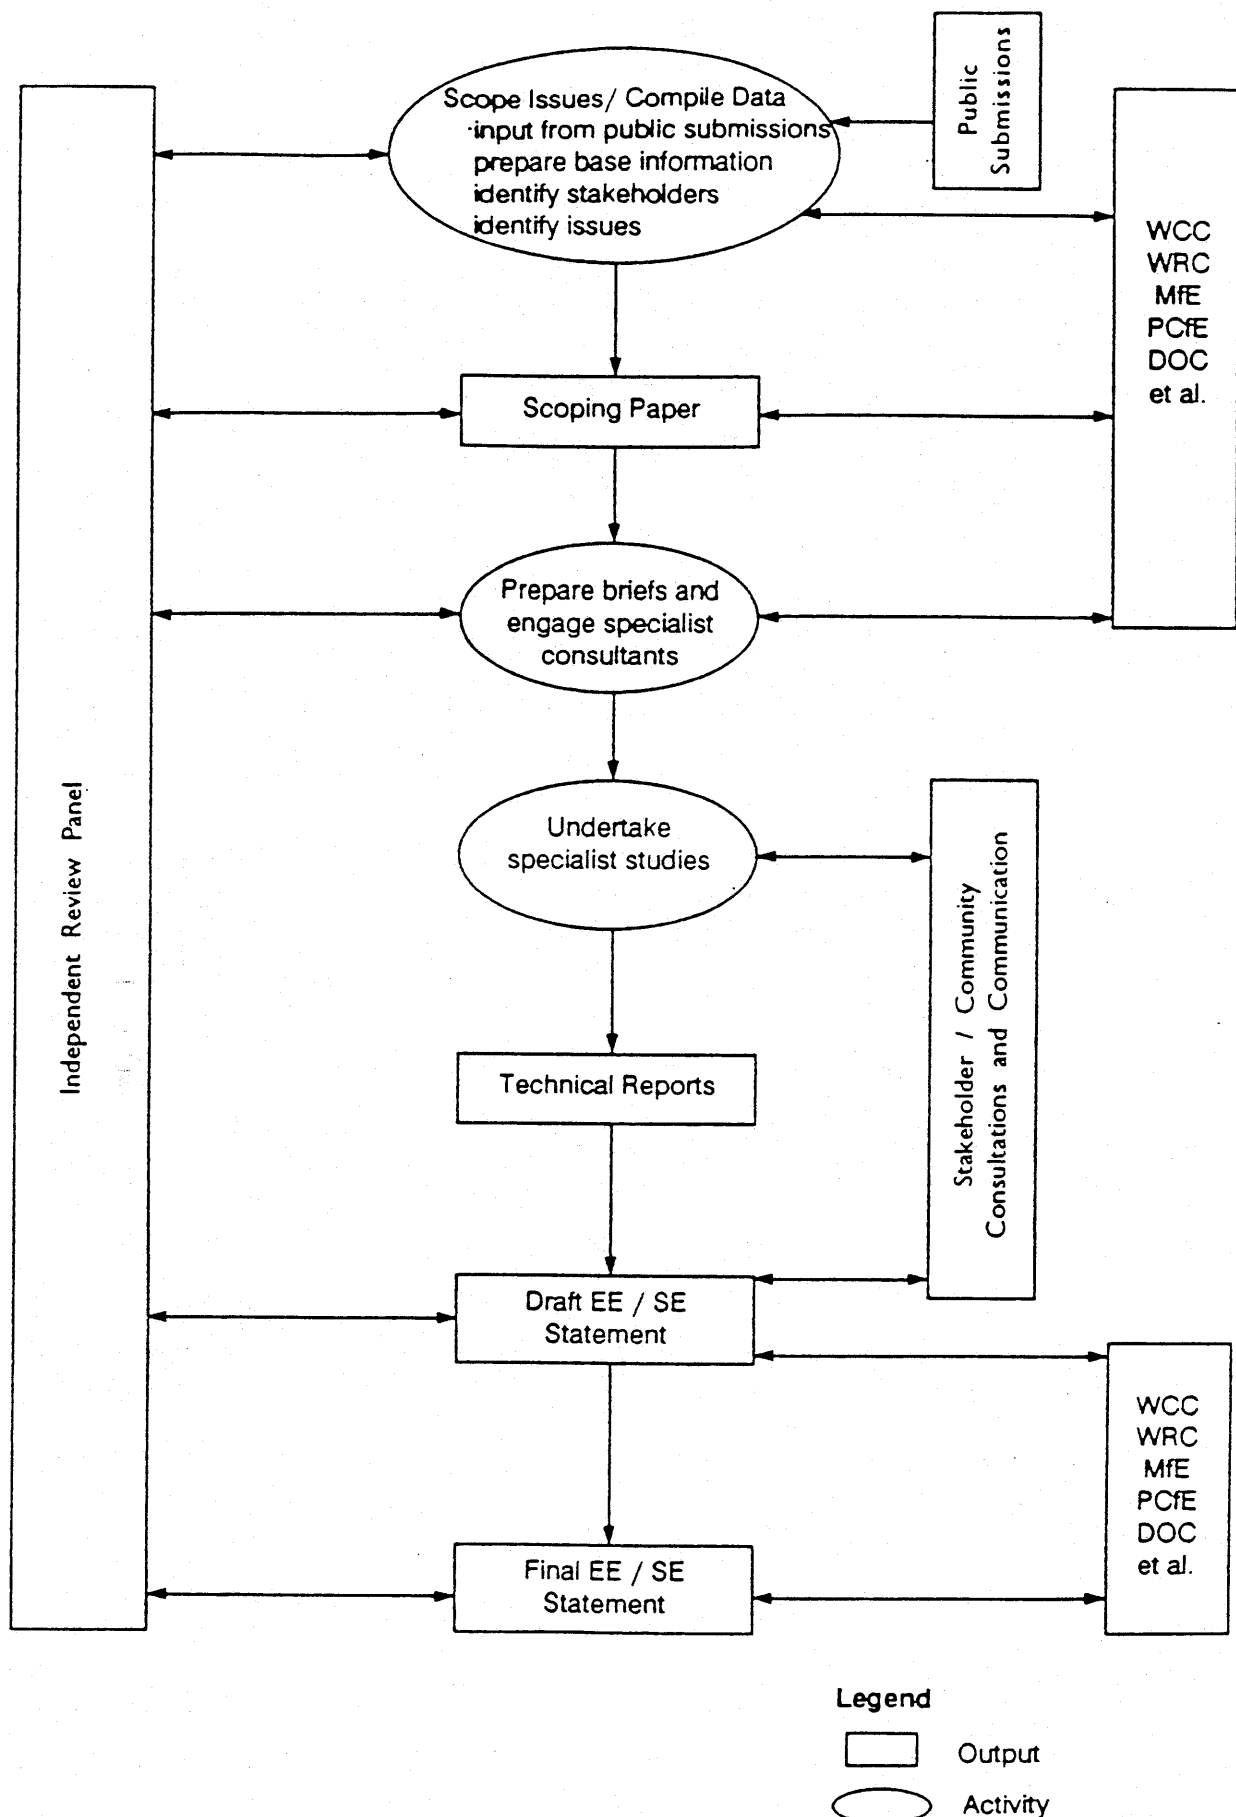 Public
Submissions
Scope Issues/ Compile Data
input from public submissions
prepare base information
identify stakeholders
identify issues
WCC
WRC
MfE
PCfE
DOC
et al.
Scoping Paper
Prepare briefs and
engage specialist
consultants
Independent Review Panel
Undertake
specialist studies
Stakeholder / Community
Consultations and Communication
Technical Reports
Draft EE / SE
Statement
WCC
WRC
MfE
PCfE
DOC
et al.
Final EE / SE
Statement
Legend
Output
Activity